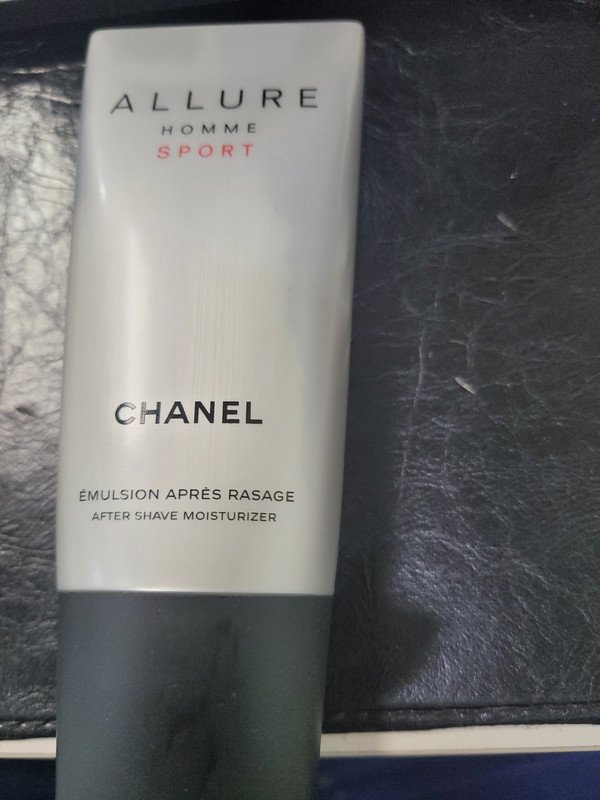 ALLURE
HOMME
SPORT
CHANEL
ÉMULSION APRÈS RASAGE
AFTER SHAVE MOISTURIZER